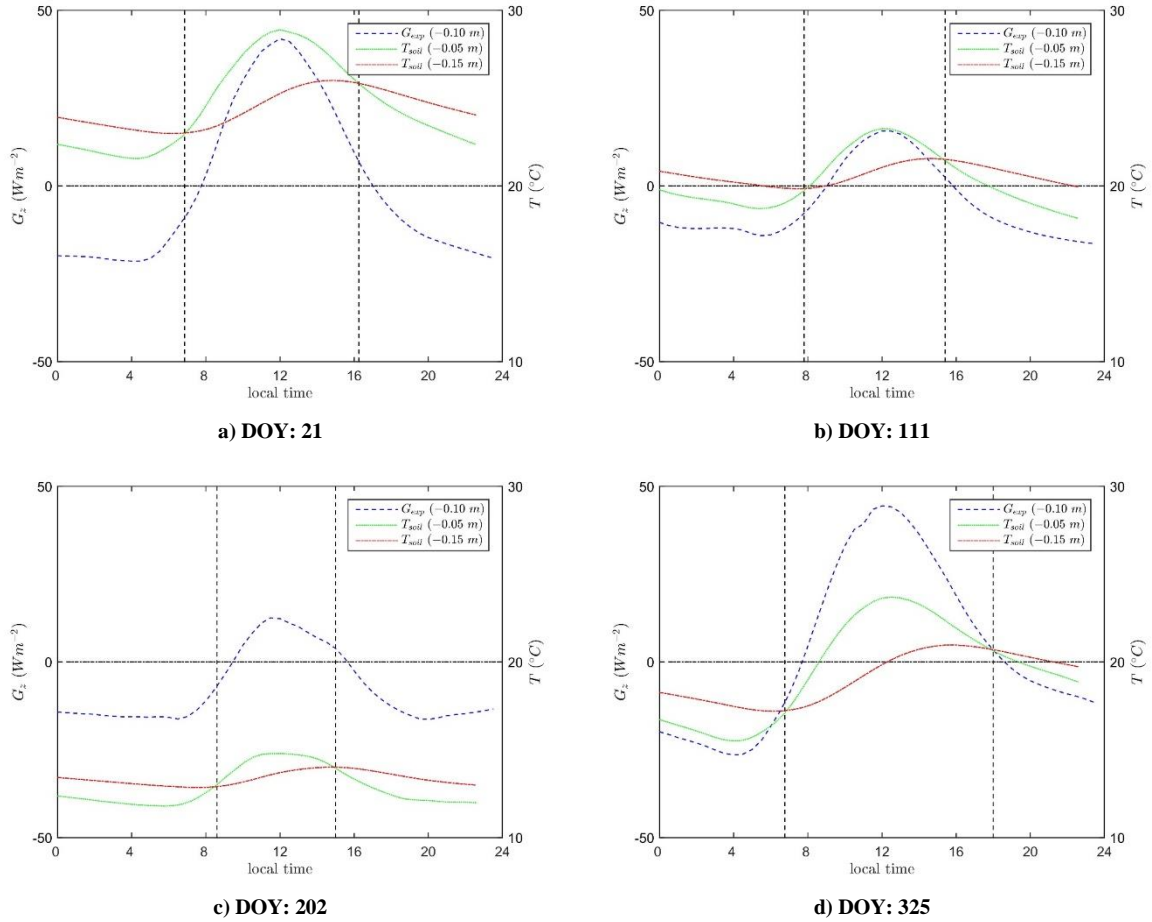 50
30
G_exp (−0.10 m)
T_soil (−0.05 m)
T_soil (−0.15 m)
G_z (Wm^−2)
0
20
T (°C)
-50
10
0 4 8 12 16 20 24
local time
a) DOY: 21
50
30
G_exp (−0.10 m)
T_soil (−0.05 m)
T_soil (−0.15 m)
G_z (Wm^−2)
0
20
T (°C)
-50
10
0 4 8 12 16 20 24
local time
b) DOY: 111
50
30
G_exp (−0.10 m)
T_soil (−0.05 m)
T_soil (−0.15 m)
G_z (Wm^−2)
0
20
T (°C)
-50
10
0 4 8 12 16 20 24
local time
c) DOY: 202
50
30
G_exp (−0.10 m)
T_soil (−0.05 m)
T_soil (−0.15 m)
G_z (Wm^−2)
0
20
T (°C)
-50
10
0 4 8 12 16 20 24
local time
d) DOY: 325